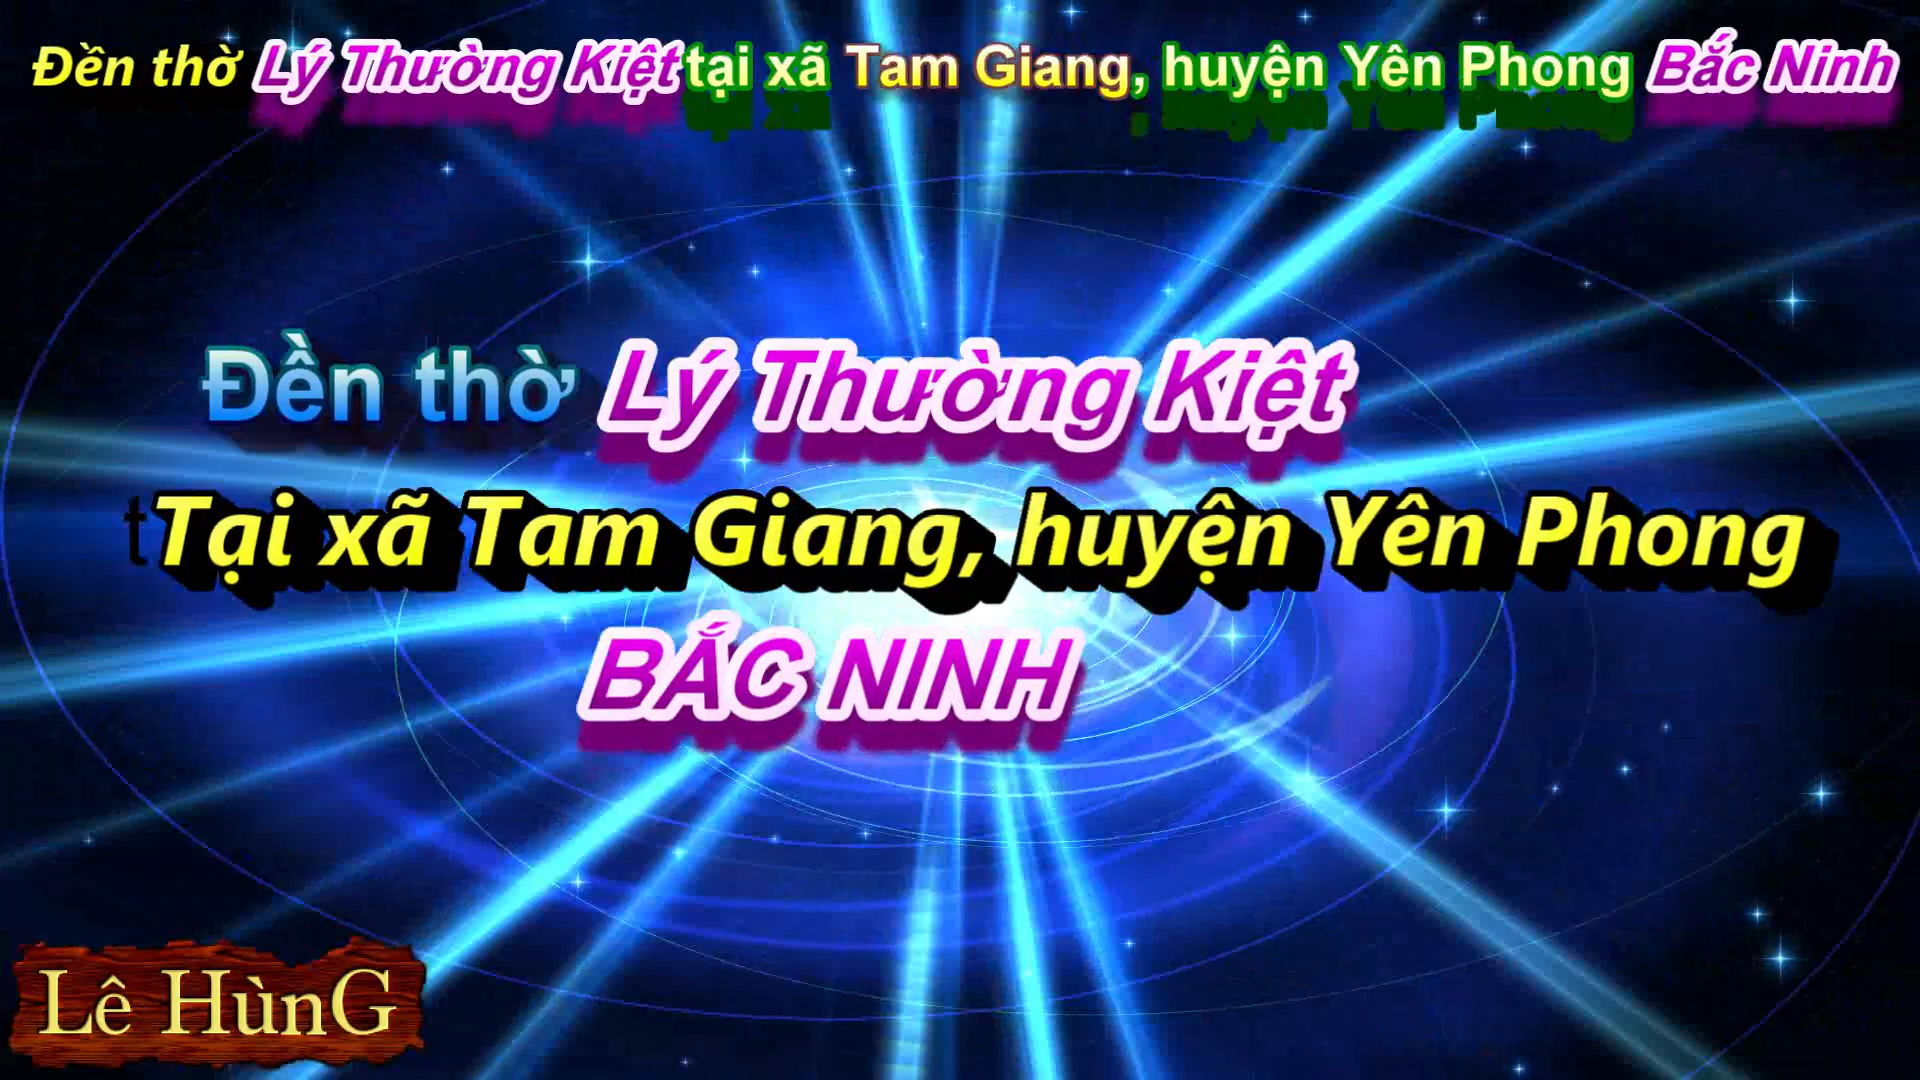 Đền thờ Lý Thường Kiệt tại xã Tam Giang, huyện Yên Phong Bắc Ninh
Đền thờ Lý Thường Kiệt
Tại xã Tam Giang, huyện Yên Phong
BẮC NINH
Lê HùnG